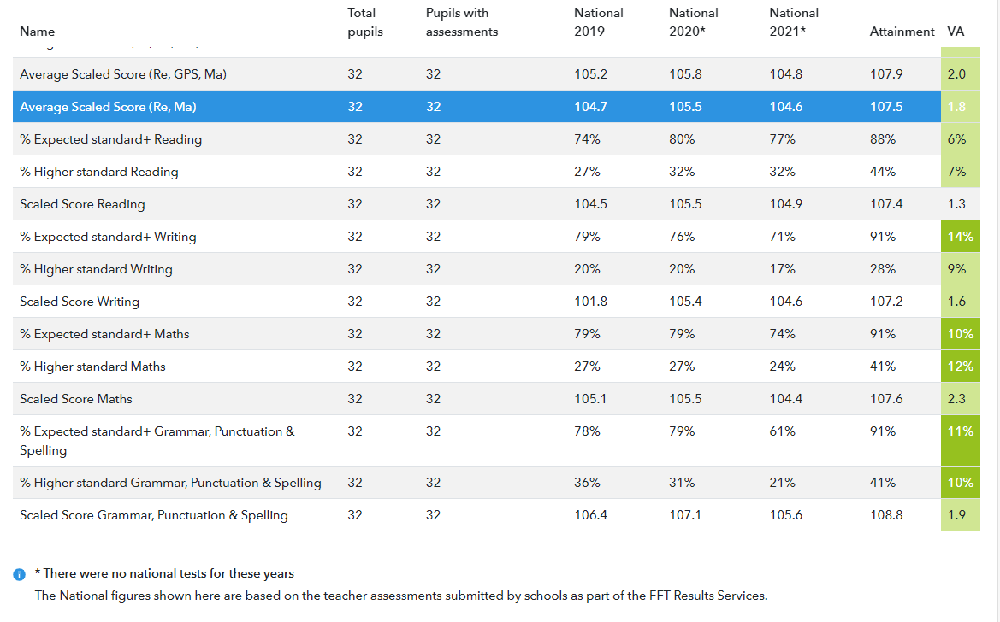 Name Total pupils Pupils with assessments National 2019 National 2020* National 2021* Attainment VA
Average Scaled Score (Re, GPS, Ma) 32 32 105.2 105.8 104.8 107.9 2.0
Average Scaled Score (Re, Ma) 32 32 104.7 105.5 104.6 107.5 1.8
% Expected standard+ Reading 32 32 74% 80% 77% 88% 6%
% Higher standard Reading 32 32 27% 32% 32% 44% 7%
Scaled Score Reading 32 32 104.5 105.5 104.9 107.4 1.3
% Expected standard+ Writing 32 32 79% 76% 71% 91% 14%
% Higher standard Writing 32 32 20% 20% 17% 28% 9%
Scaled Score Writing 32 32 101.8 105.4 104.6 107.2 1.6
% Expected standard+ Maths 32 32 79% 79% 74% 91% 10%
% Higher standard Maths 32 32 27% 27% 24% 41% 12%
Scaled Score Maths 32 32 105.1 105.5 104.4 107.6 2.3
% Expected standard+ Grammar, Punctuation & 32 32 78% 79% 61% 91% 11%
Spelling
% Higher standard Grammar, Punctuation & Spelling 32 32 36% 31% 21% 41% 10%
Scaled Score Grammar, Punctuation & Spelling 32 32 106.4 107.1 105.6 108.8 1.9
* There were no national tests for these years
The National figures shown here are based on the teacher assessments submitted by schools as part of the FFT Results Services.